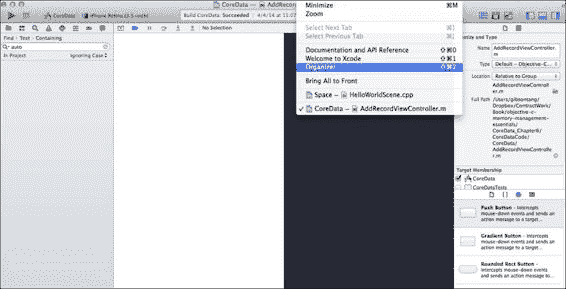 CoreData — AddRecordViewController.m
CoreData
iPhone Retina (3.5-inch)
Build CoreData: Succeeded
4/4/14 at 11:07
No Selection
Find
Text
Containing
auto
In Project
Ignoring Case
Minimize ⌘M
Zoom
Select Next Tab
Select Previous Tab
Documentation and API Reference ⇧⌘0
Welcome to Xcode ⇧⌘1
Organizer ⇧⌘2
Bring All to Front
Space — HelloWorldScene.cpp
✓ CoreData — AddRecordViewController.m
Identity and Type
Name AddRecordViewController.
m
Type Default - Objective-C...
Location Relative to Group
AddRecordViewController.
m
Full Path /Users/gibsontang/
Dropbox/ContractWork/
Book/objective-c-
memory-management-
essentials/
CoreData_Chapter6/
CoreDataCode/
CoreData/
AddRecordViewController.
m
Target Membership
CoreData
CoreDataTests
Push Button - Intercepts
mouse-down events and sends an
action message to a target...
Gradient Button - Intercepts
mouse-down events and sends an
action message to a target...
Rounded Rect Button -
Intercepts mouse-down events and
sends an action message to a...